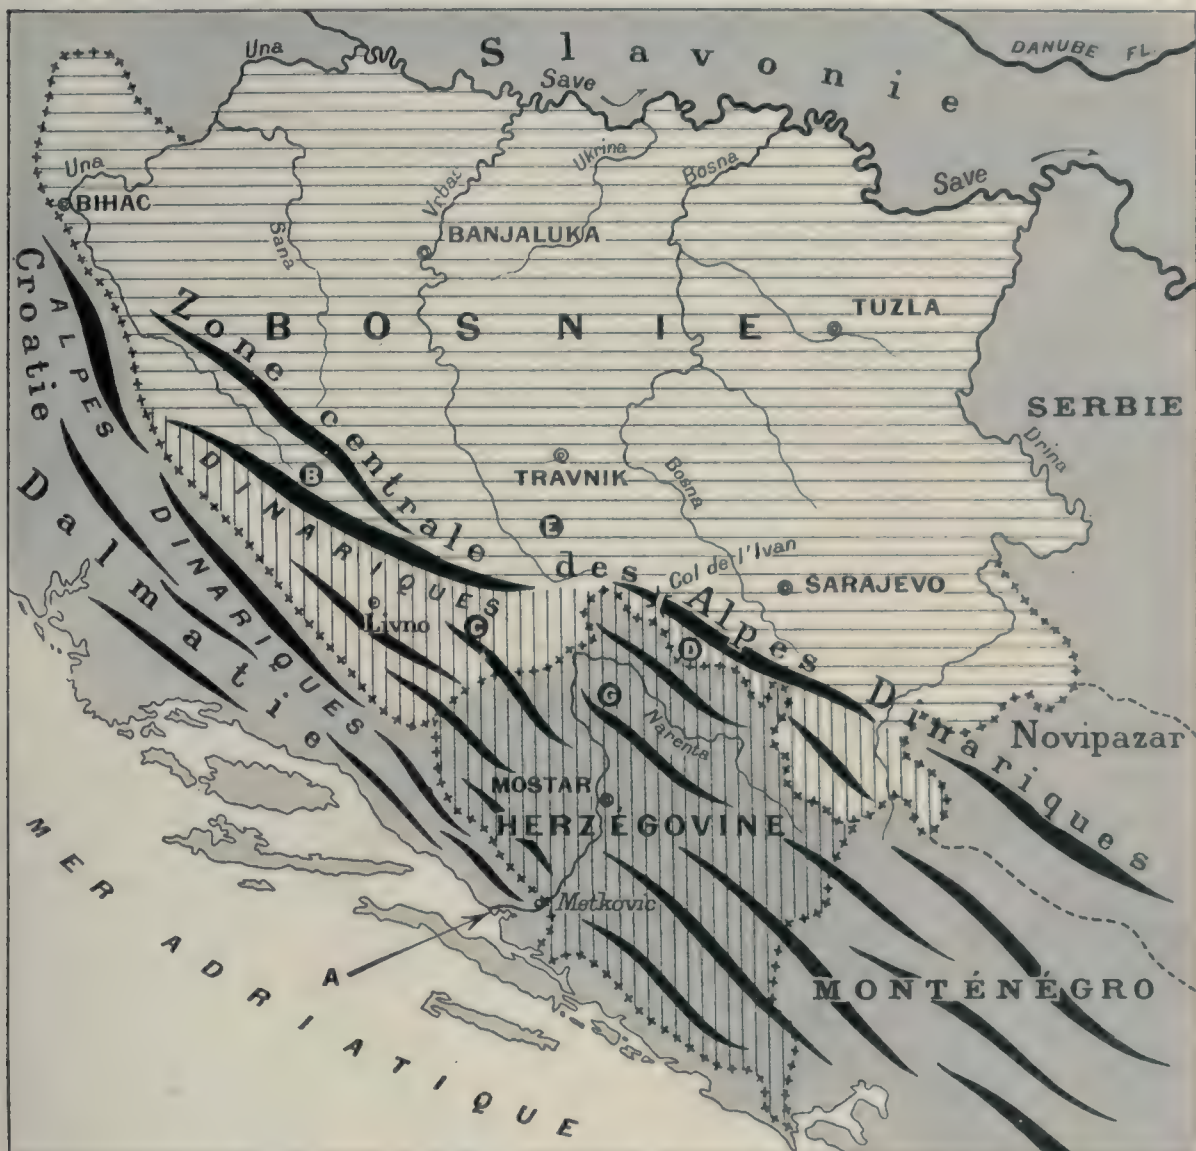 Una
Slavonie
DANUBE FL.
Save
Una
Sana
Vrbac
Ukrina
Bosna
Save
BIHAC
BANJALUKA
Croatie
ALPES DINARIQUES
Zone centrale des Alpes Dinariques
BOSNIE
TUZLA
SERBIE
Drina
DINARIQUES
B
TRAVNIK
Bosna
E
Col de l'Ivan
SARAJEVO
Dalmatie
Livno
C
D
G
Narenta
Novipazar
MOSTAR
HERZÉGOVINE
Metkovic
A
MONTÉNÉGRO
MER ADRIATIQUE